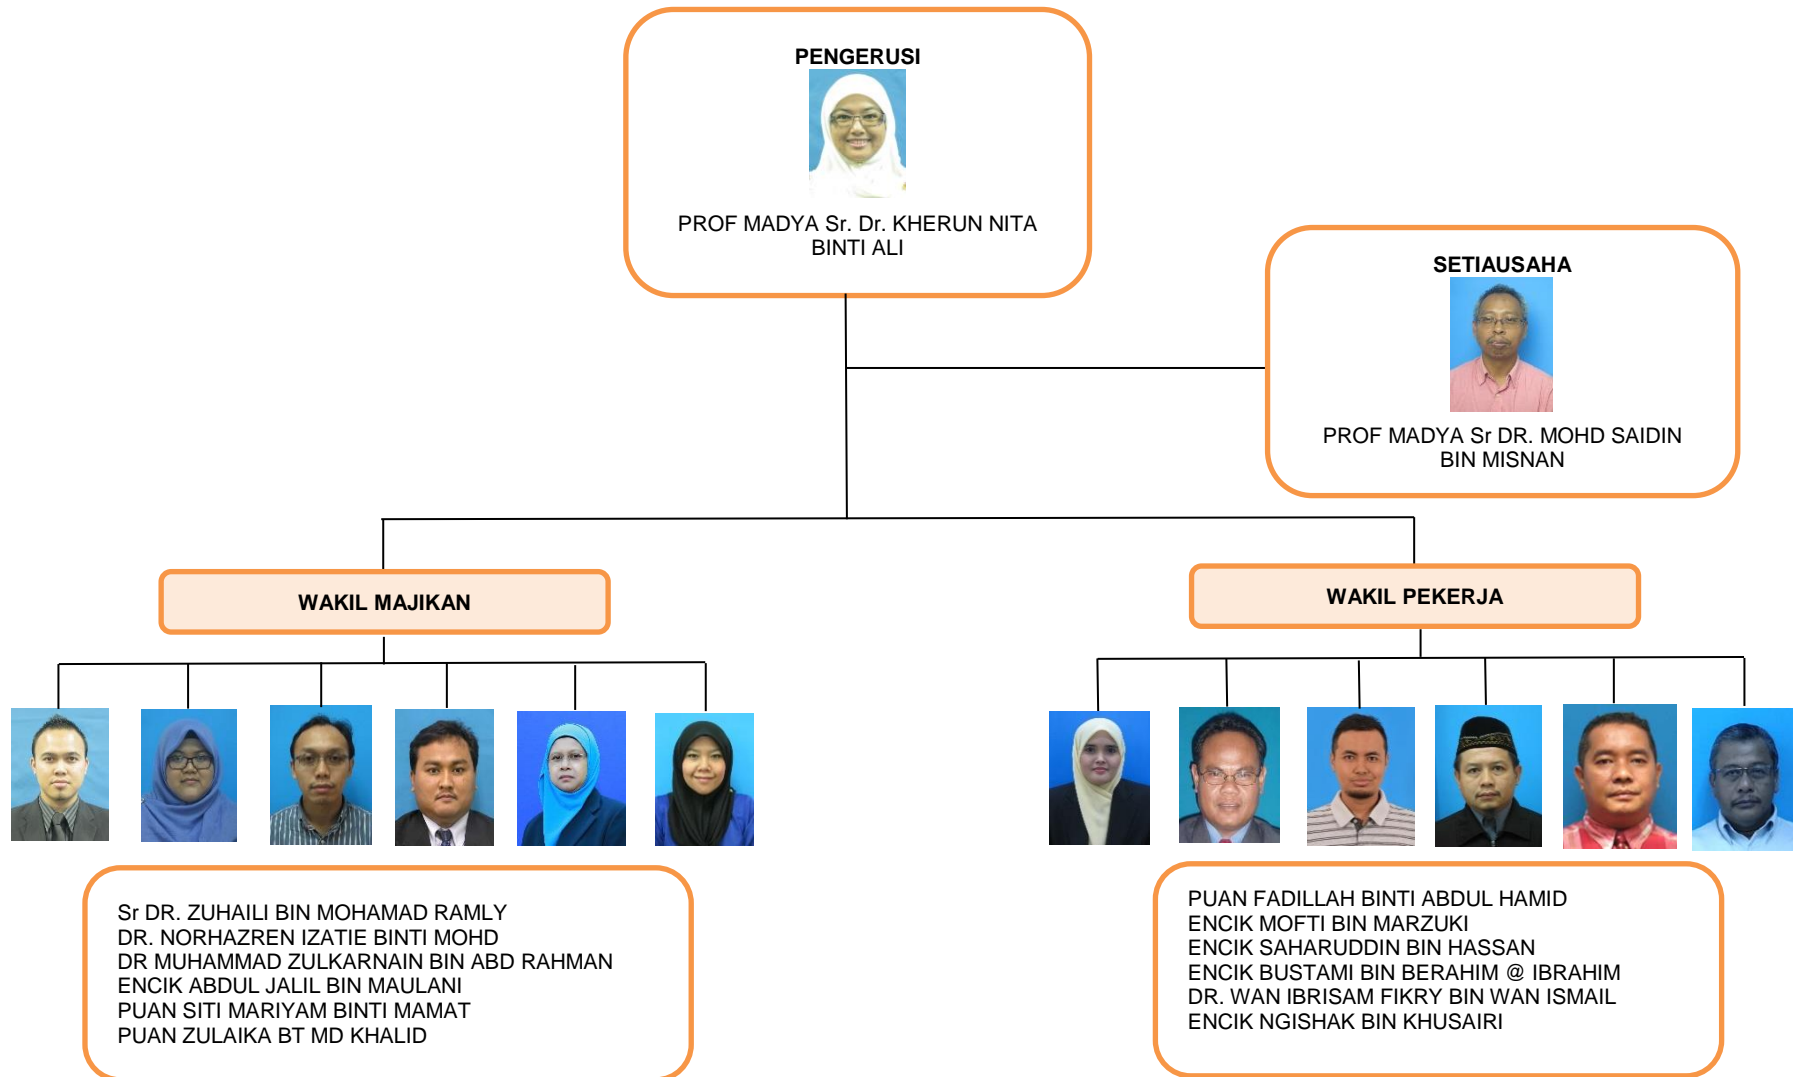 PENGERUSI
PROF MADYA Sr. Dr. KHERUN NITA
BINTI ALI
SETIAUSAHA
PROF MADYA Sr DR. MOHD SAIDIN
BIN MISNAN
WAKIL MAJIKAN
WAKIL PEKERJA
Sr DR. ZUHAILI BIN MOHAMAD RAMLY
DR. NORHAZREN IZATIE BINTI MOHD
DR MUHAMMAD ZULKARNAIN BIN ABD RAHMAN
ENCIK ABDUL JALIL BIN MAULANI
PUAN SITI MARIYAM BINTI MAMAT
PUAN ZULAIKA BT MD KHALID
PUAN FADILLAH BINTI ABDUL HAMID
ENCIK MOFTI BIN MARZUKI
ENCIK SAHARUDDIN BIN HASSAN
ENCIK BUSTAMI BIN BERAHIM @ IBRAHIM
DR. WAN IBRISAM FIKRY BIN WAN ISMAIL
ENCIK NGISHAK BIN KHUSAIRI